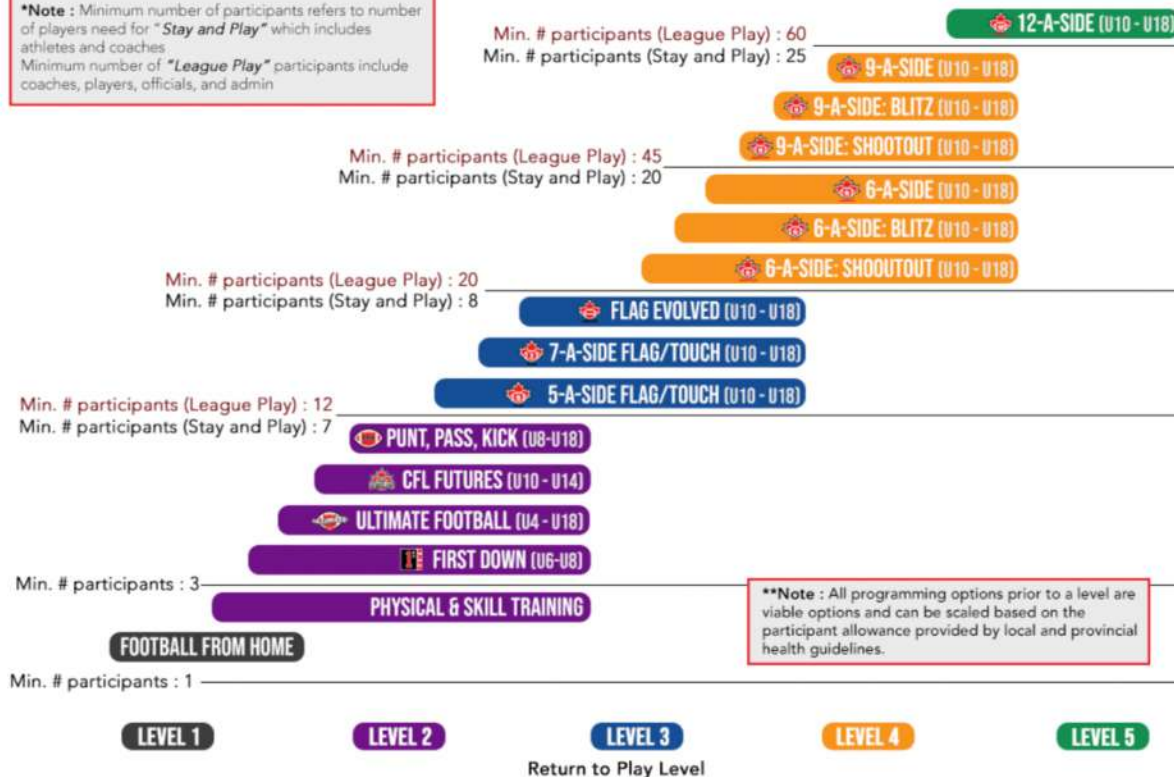 *Note : Minimum number of participants refers to number
of players need for "Stay and Play" which includes
athletes and coaches
Minimum number of "League Play" participants include
coaches, players, officials, and admin
12-A-SIDE (U10 - U18)
Min. # participants (League Play) : 60
Min. # participants (Stay and Play) : 25
9-A-SIDE (U10 - U18)
9-A-SIDE: BLITZ (U10 - U18)
9-A-SIDE: SHOOTOUT (U10 - U18)
Min. # participants (League Play) : 45
Min. # participants (Stay and Play) : 20
6-A-SIDE (U10 - U18)
6-A-SIDE: BLITZ (U10 - U18)
6-A-SIDE: SHOOUTOUT (U10 - U18)
Min. # participants (League Play) : 20
Min. # participants (Stay and Play) : 8
FLAG EVOLVED (U10 - U18)
7-A-SIDE FLAG/TOUCH (U10 - U18)
5-A-SIDE FLAG/TOUCH (U10 - U18)
Min. # participants (League Play) : 12
Min. # participants (Stay and Play) : 7
PUNT, PASS, KICK (U8-U18)
CFL FUTURES (U10 - U14)
ULTIMATE FOOTBALL (U4 - U18)
FIRST DOWN (U6-U8)
Min. # participants : 3
PHYSICAL & SKILL TRAINING
FOOTBALL FROM HOME
Min. # participants : 1
**Note : All programming options prior to a level are
viable options and can be scaled based on the
participant allowance provided by local and provincial
health guidelines.
LEVEL 1
LEVEL 2
LEVEL 3
LEVEL 4
LEVEL 5
Return to Play Level